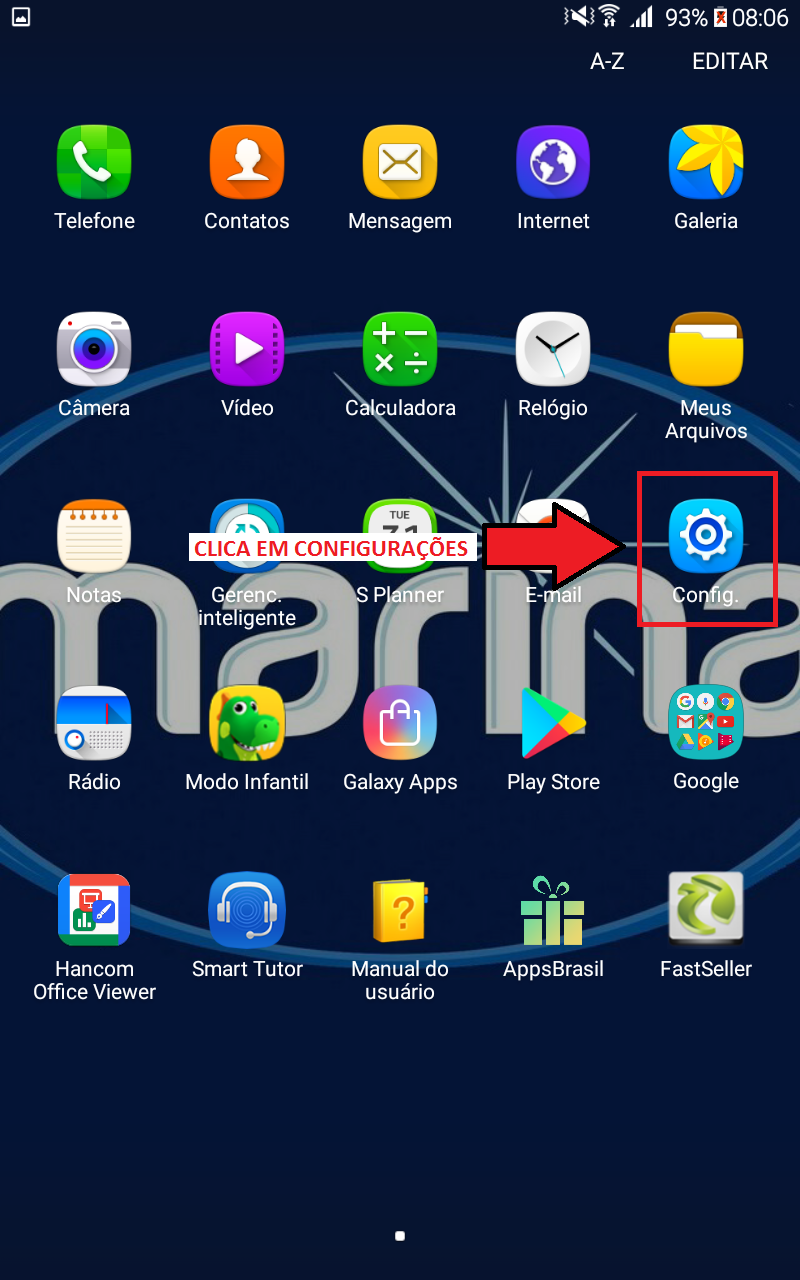 93% 08:06
A-Z EDITAR
Telefone Contatos Mensagem Internet Galeria
Câmera Vídeo Calculadora Relógio Meus
Arquivos
TUE
31
CLICA EM CONFIGURAÇÕES
Notas Gerenc. S Planner E-mail Config.
inteligente
marina
Rádio Modo Infantil Galaxy Apps Play Store Google
Hancom Smart Tutor Manual do AppsBrasil FastSeller
Office Viewer usuário